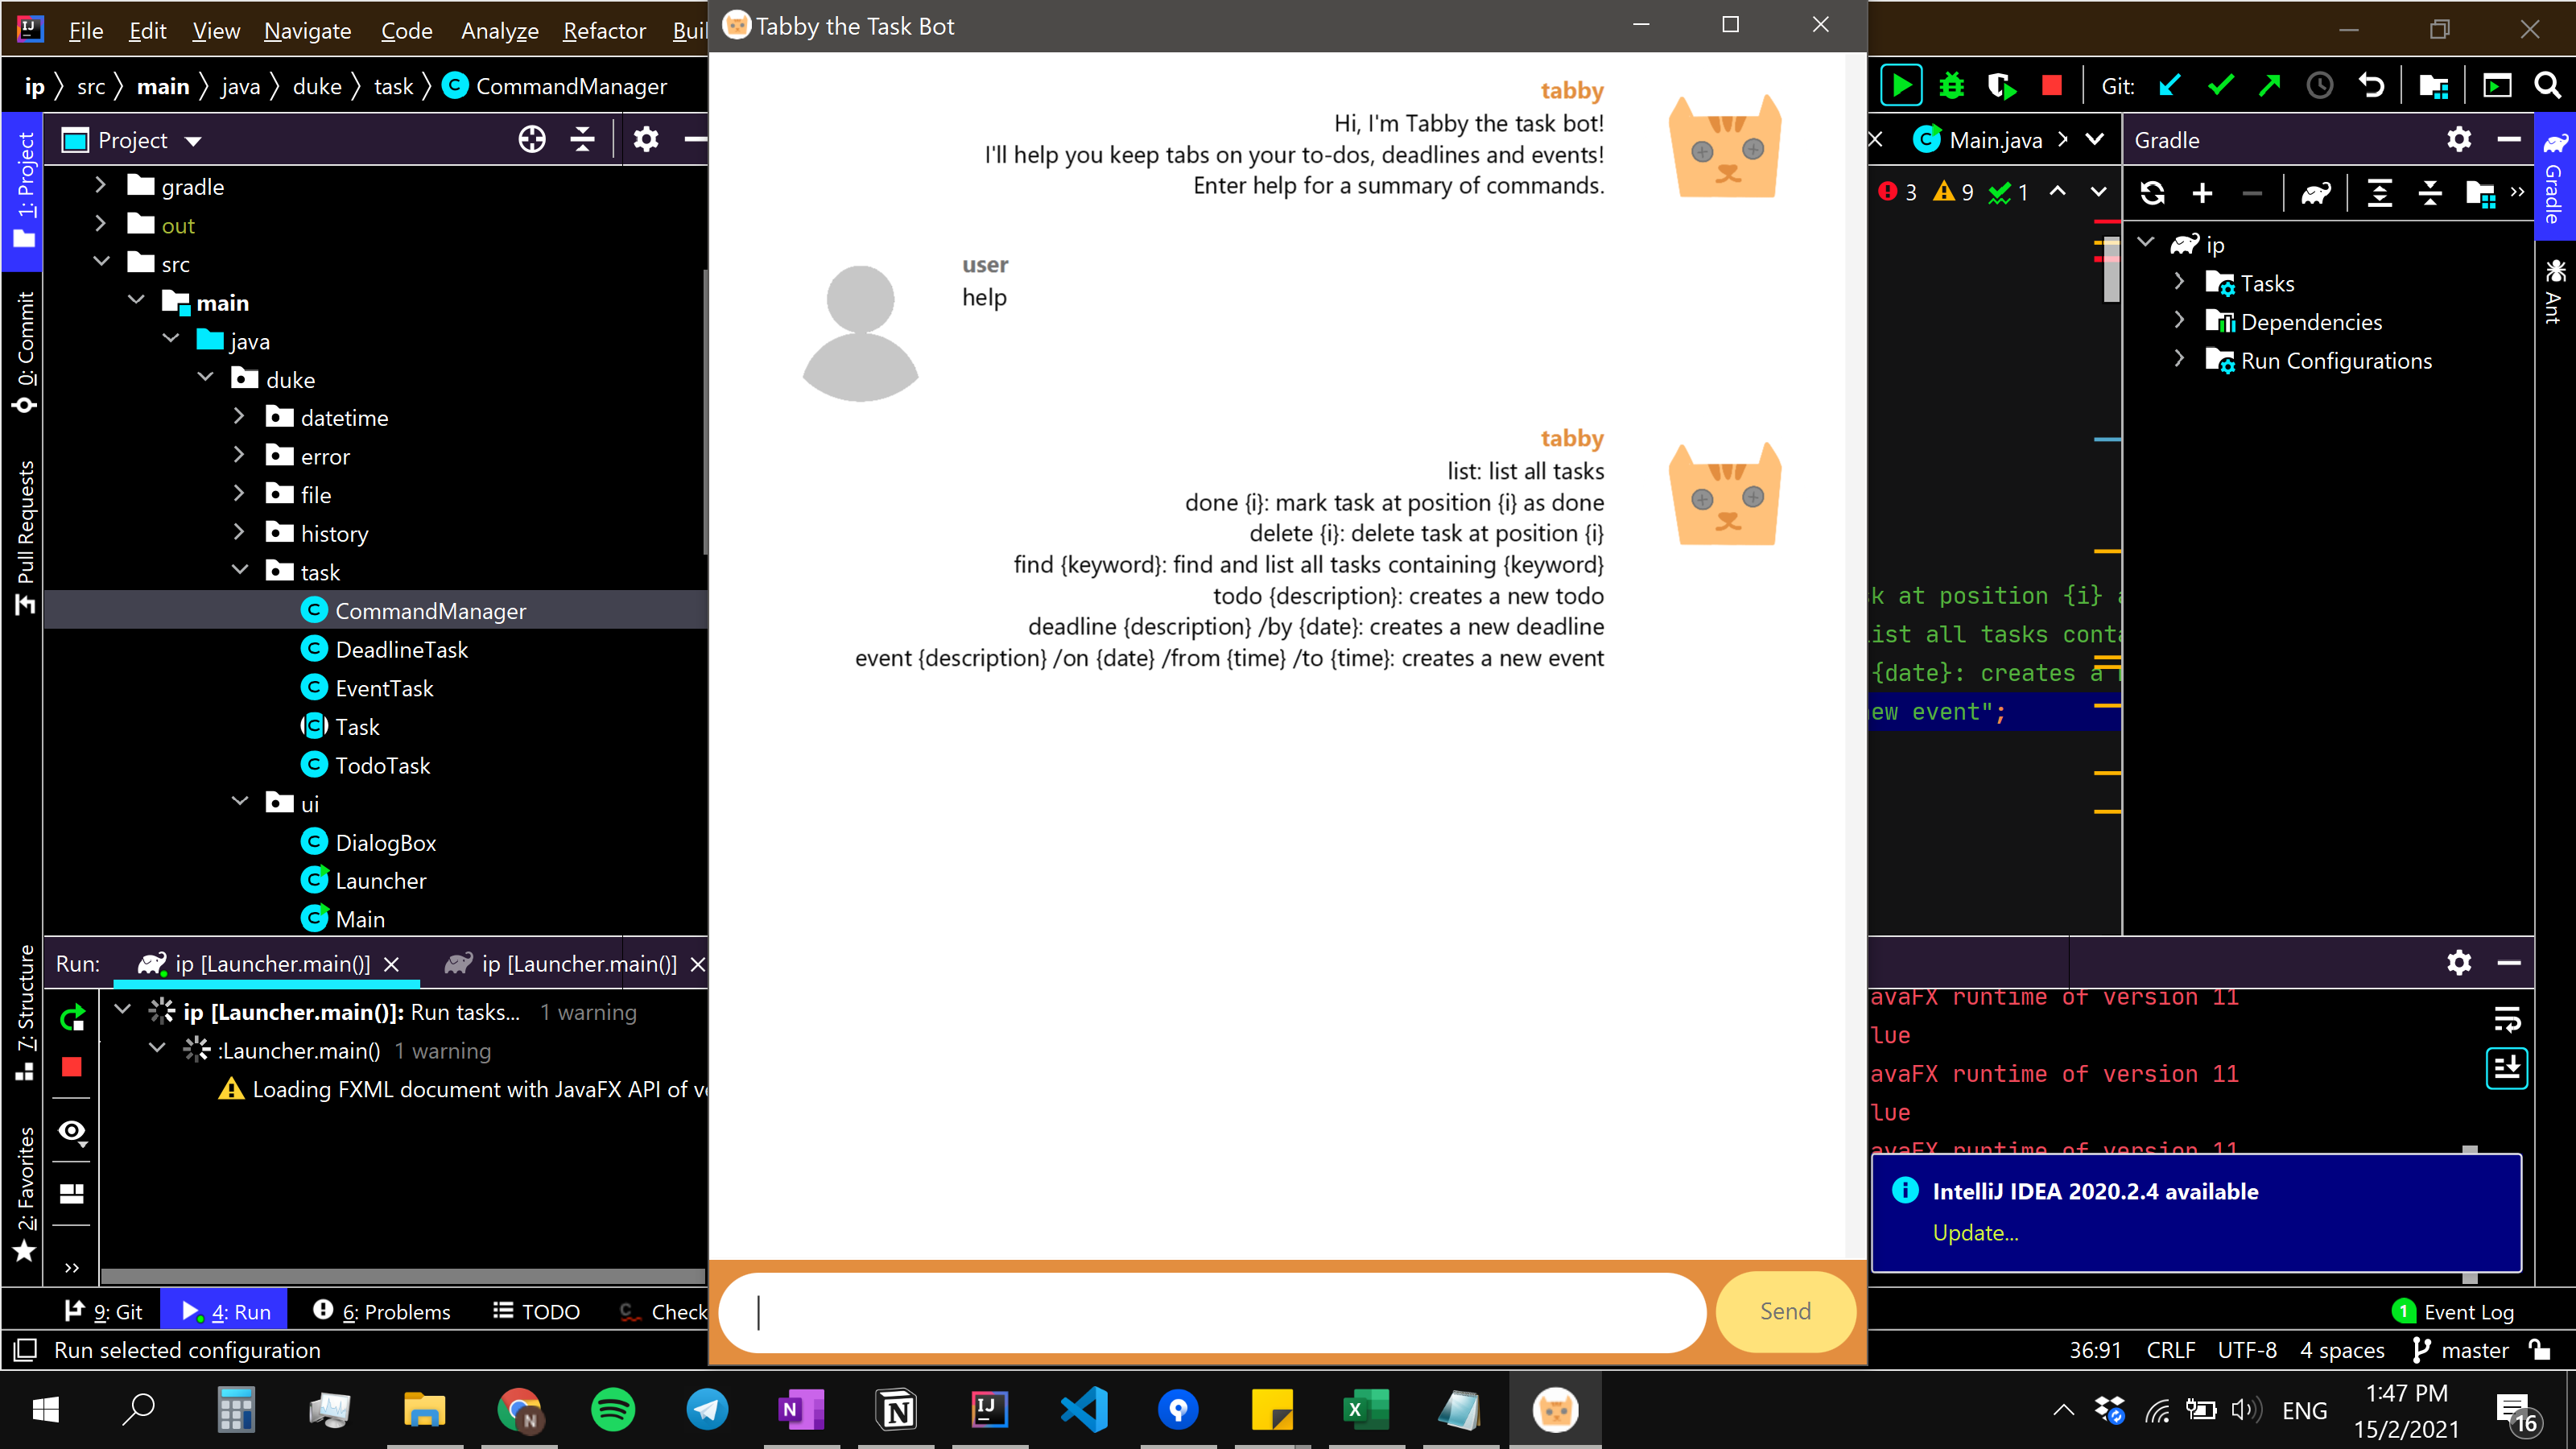 File Edit View Navigate Code Analyze Refactor
Tabby the Task Bot
ip src main java duke task CommandManager
Git:
Project
Main.java
Gradle
1: Project
0: Commit
Pull Requests
7: Structure
2: Favorites
gradle
out
src
main
java
duke
datetime
error
file
history
task
CommandManager
DeadlineTask
EventTask
Task
TodoTask
ui
DialogBox
Launcher
Main
tabby
Hi, I'm Tabby the task bot!
I'll help you keep tabs on your to-dos, deadlines and events!
Enter help for a summary of commands.
user
help
tabby
list: list all tasks
done {i}: mark task at position {i} as done
delete {i}: delete task at position {i}
find {keyword}: find and list all tasks containing {keyword}
todo {description}: creates a new todo
deadline {description} /by {date}: creates a new deadline
event {description} /on {date} /from {time} /to {time}: creates a new event
Send
3 9 1
at position {i}
all tasks
{date}: creates a
event";
ip
Tasks
Dependencies
Run Configurations
Gradle
Ant
Run: ip [Launcher.main()] ip [Launcher.main()]
ip [Launcher.main()]: Run tasks... 1 warning
:Launcher.main() 1 warning
Loading FXML document with JavaFX API of
runtime of version 11
runtime of version 11
runtime of version 11
IntelliJ IDEA 2020.2.4 available
Update...
9: Git 4: Run 6: Problems TODO Check
1 Event Log
Run selected configuration
36:91 CRLF UTF-8 4 spaces master
ENG
1:47 PM
15/2/2021
16